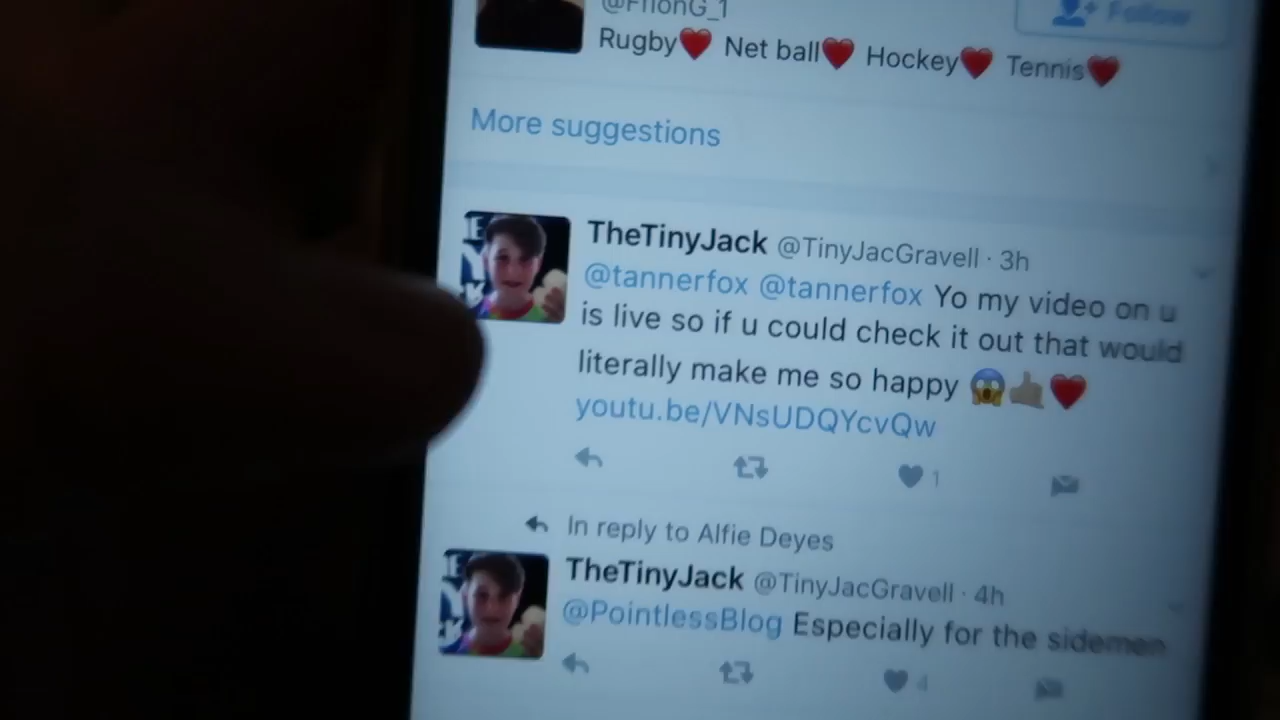 Rugby❤️ Net ball❤️ Hockey❤️ Tennis❤️
More suggestions
TheTinyJack @TinyJacGravell · 3h
@tannerfox @tannerfox Yo my video on u
is live so if u could check it out that would
literally make me so happy 😱🤙🏼❤️
youtu.be/VNsUDQYcvQw
1
In reply to Alfie Deyes
TheTinyJack @TinyJacGravell · 4h
@PointlessBlog Especially for the sidemen
4